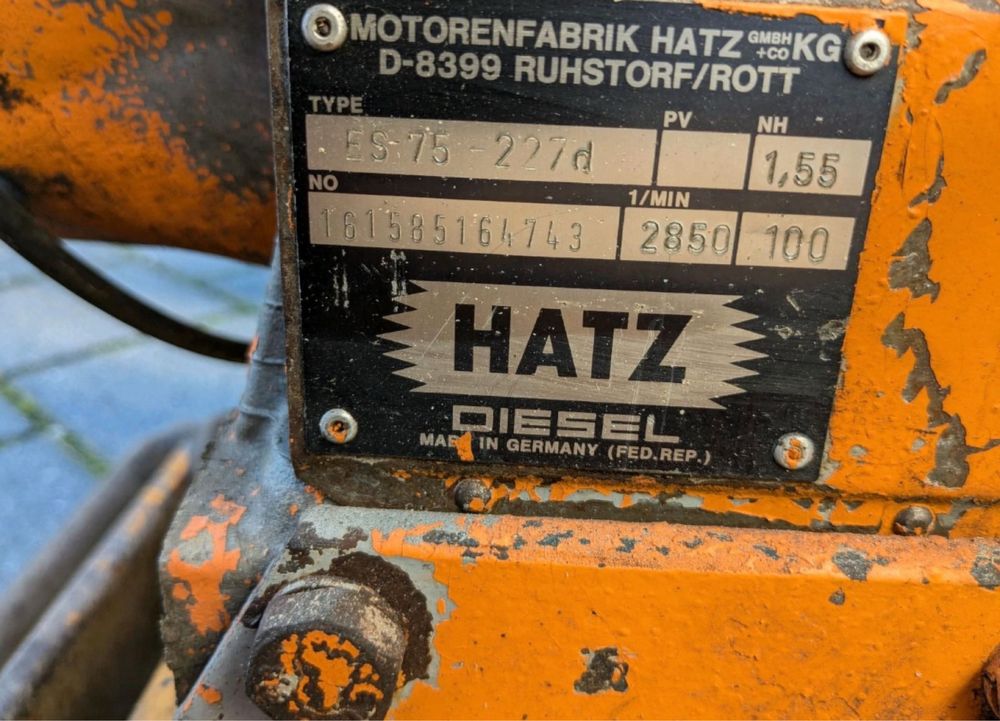 MOTORENFABRIK HATZ GMBH +CO KG
D-8399 RUHSTORF/ROTT
TYPE PV NH
ES 75 - 227d 1,55
NO 1/MIN
161585164743 2850 100
HATZ
DIESEL
MADE IN GERMANY (FED.REP.)